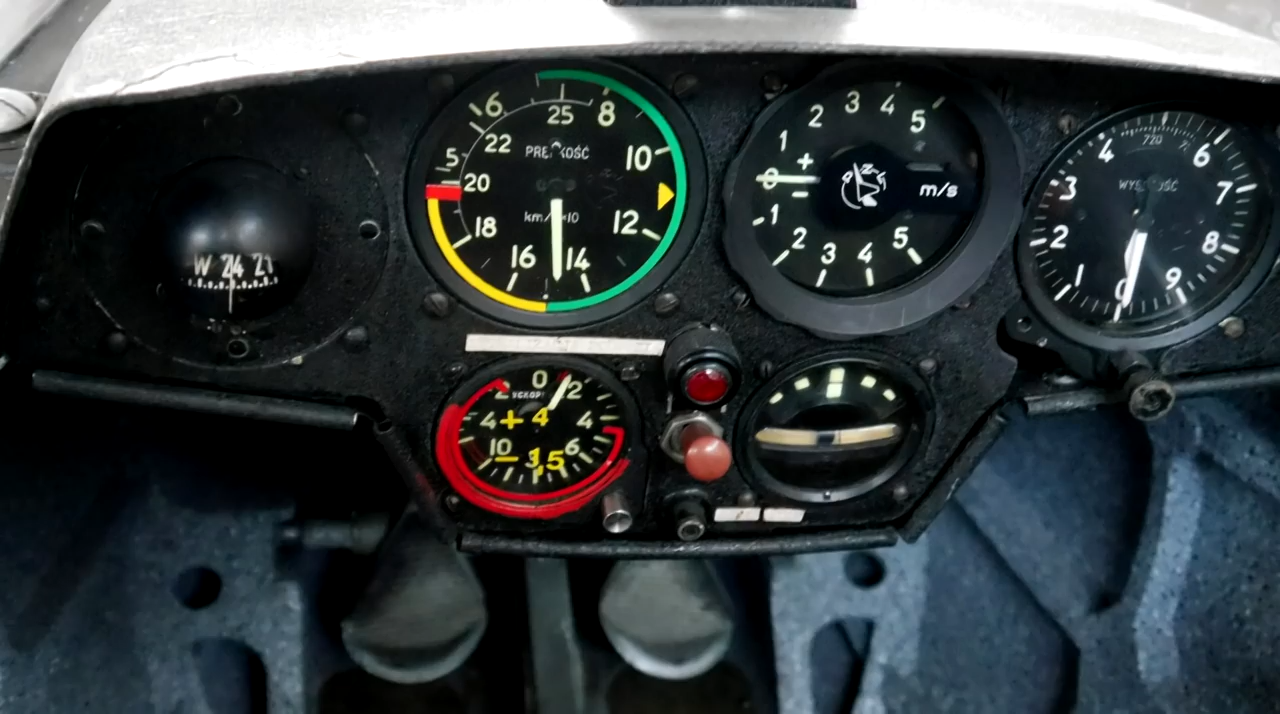 W 24 21
6 25 8
22 PRĘDKOŚĆ
5 10
20
km/h×10
18 12
16 14
3 4
2 5
1
+
0 m/s
-
-1
2 5
3 4
720
4 6
3 WYSOKOŚĆ 7
2 8
1 9
0
0
2 2
4 + 4 4
10 - 15 6